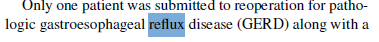 Only one patient was submitted to reoperation for patho-
logic gastroesophageal reflux disease (GERD) along with a